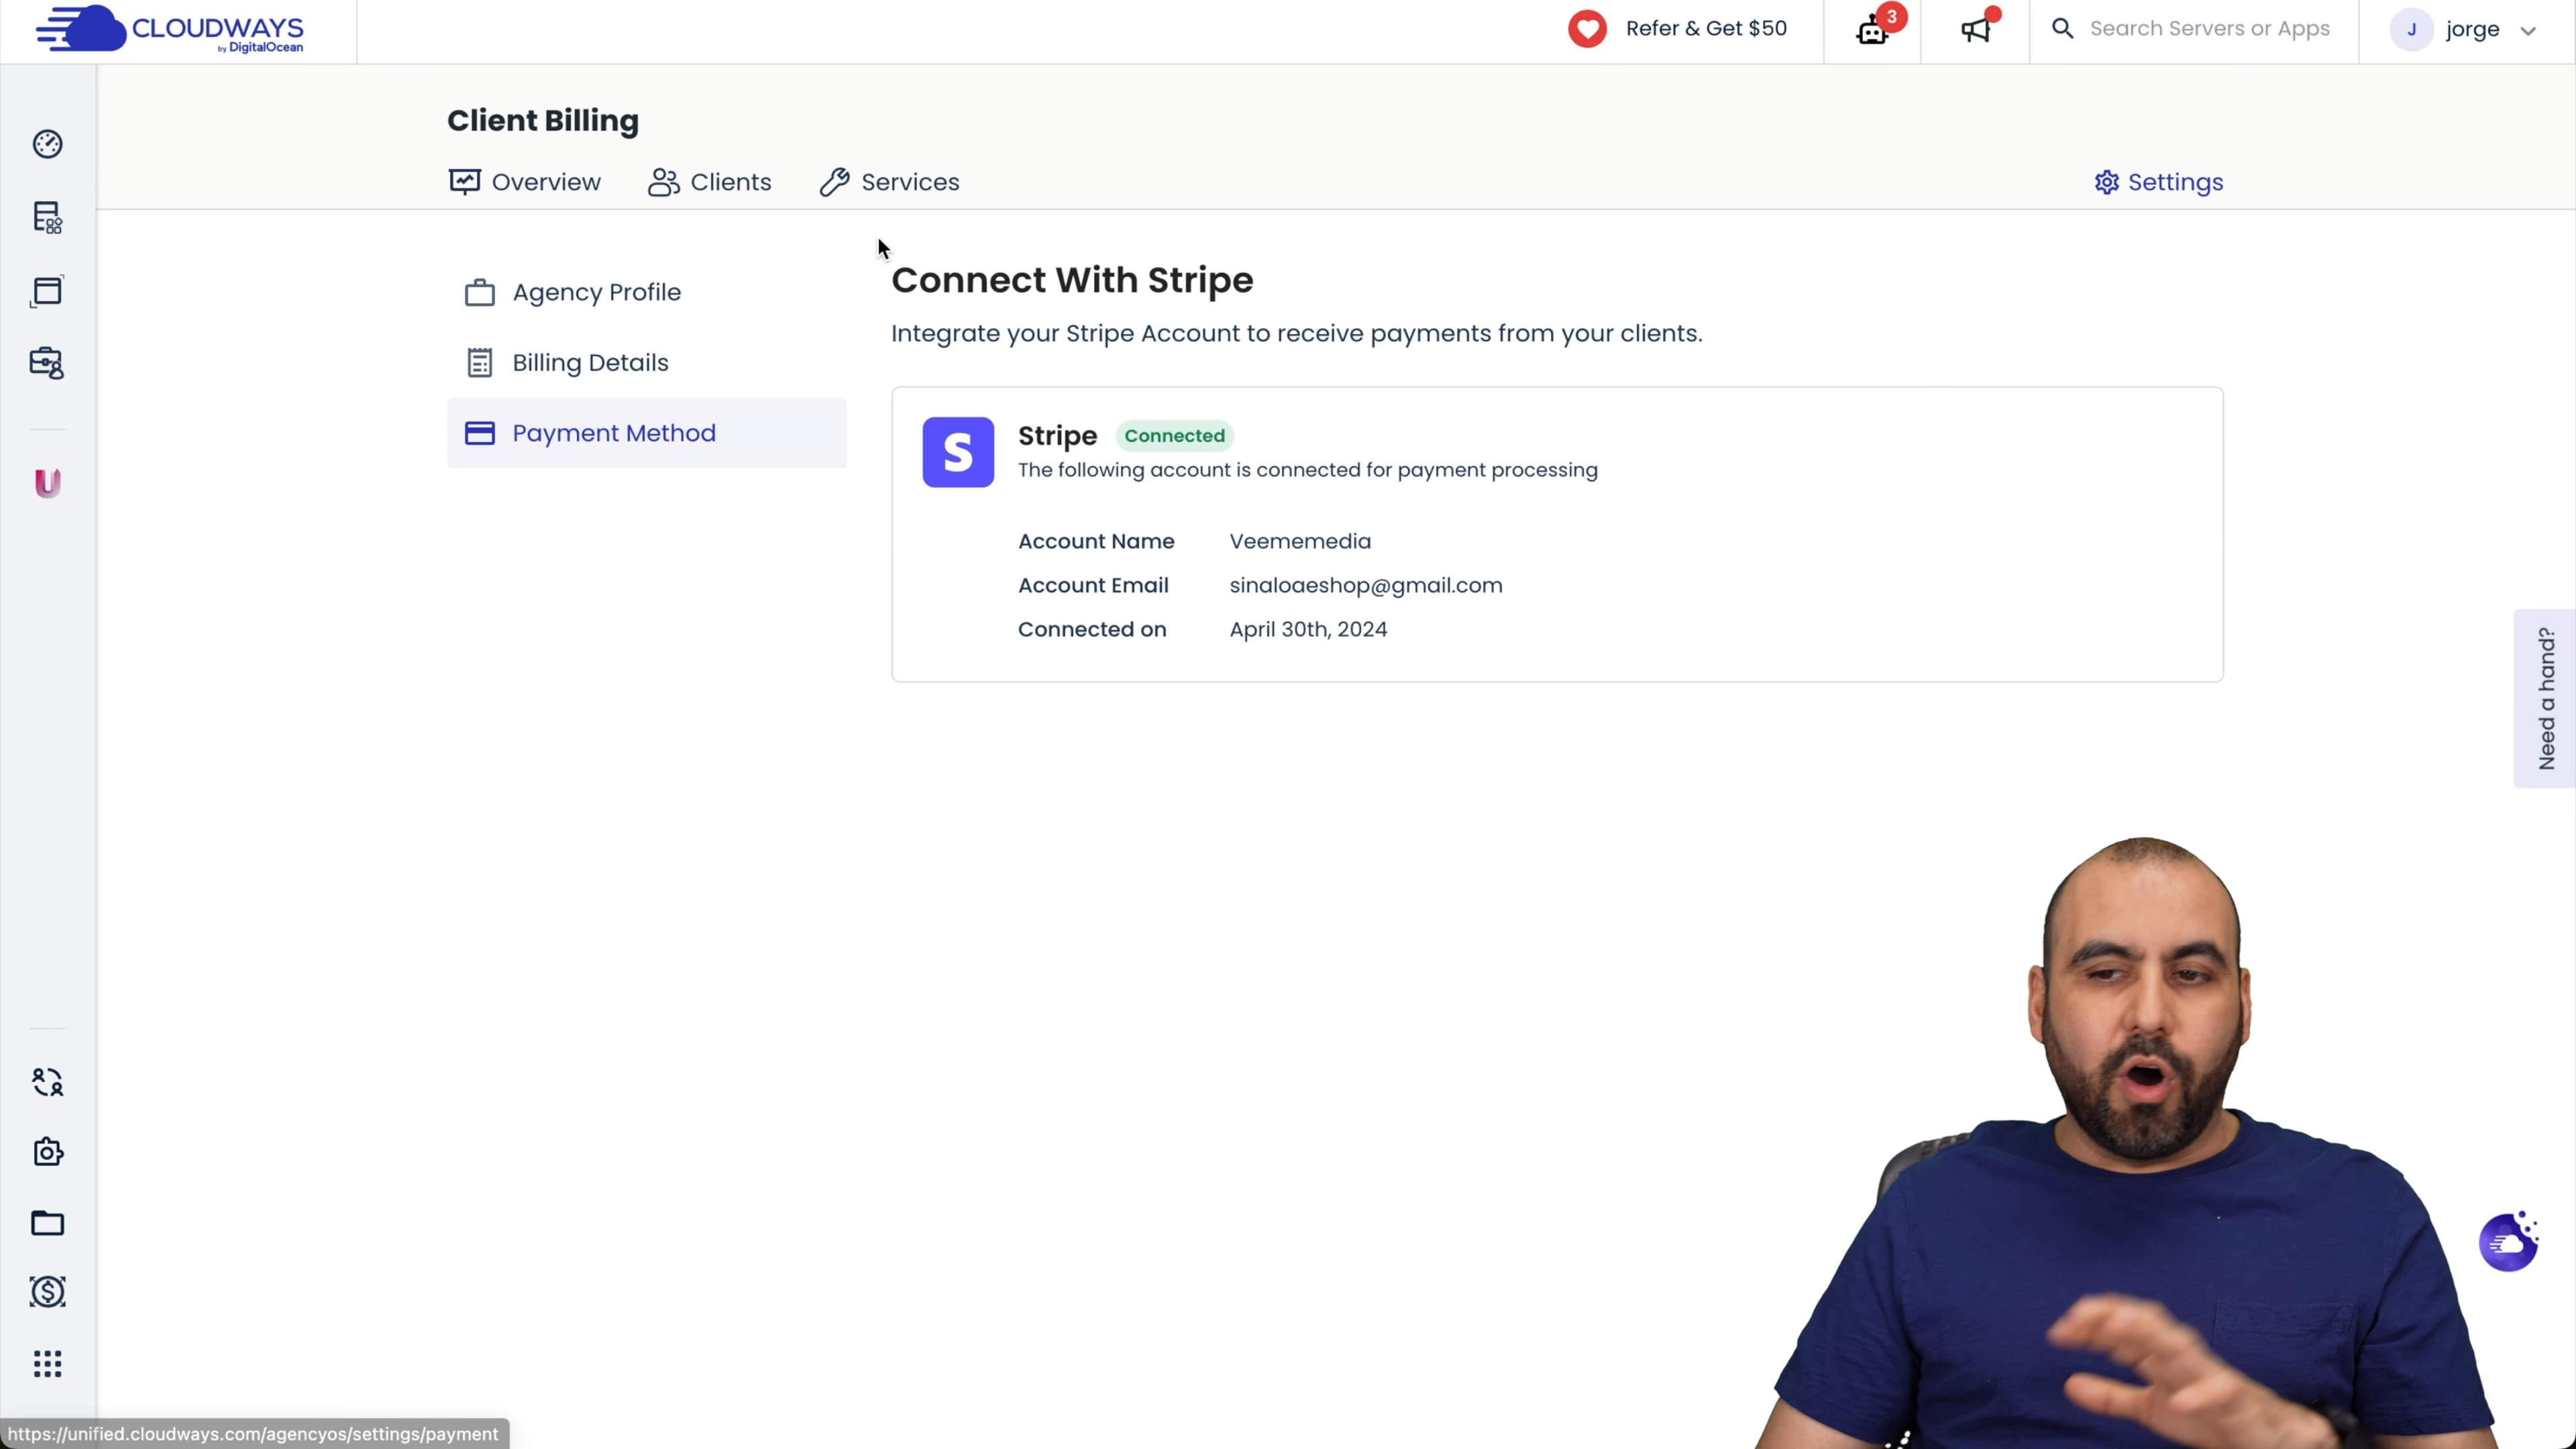 CLOUDWAYS
by DigitalOcean
Refer & Get $50
3
Search Servers or Apps
J
jorge
Client Billing
Overview
Clients
Services
Settings
Agency Profile
Billing Details
Payment Method
Connect With Stripe
Integrate your Stripe Account to receive payments from your clients.
S
Stripe
Connected
The following account is connected for payment processing
Account Name Veememedia
Account Email sinaloaeshop@gmail.com
Connected on April 30th, 2024
Need a hand?
U
https://unified.cloudways.com/agencyos/settings/payment